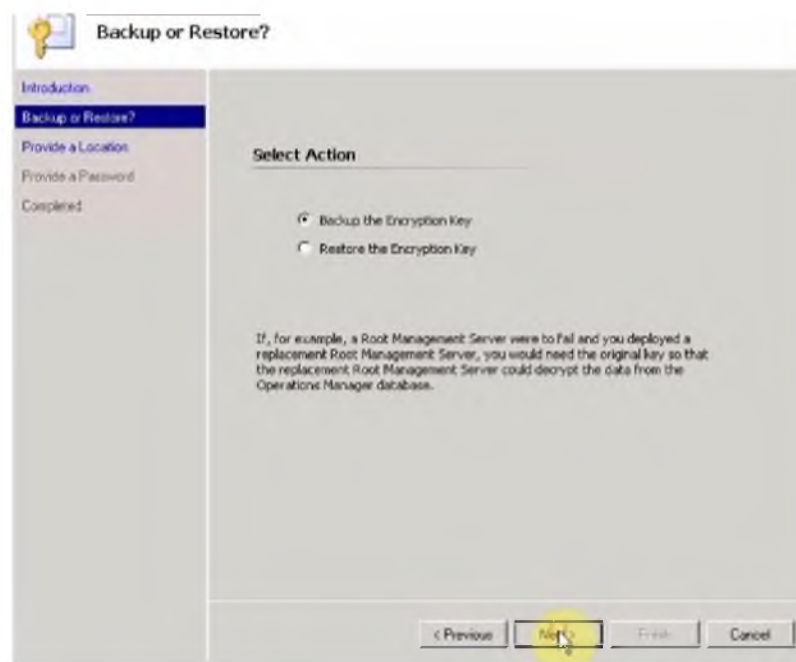 Backup or Restore?
Introduction
Backup or Restore?
Provide a Location
Provide a Password
Completed
Select Action
Backup the Encryption Key
Restore the Encryption Key
If, for example, a Root Management Server were to fail and you deployed a
replacement Root Management Server, you would need the original key so that
the replacement Root Management Server could decrypt the data from the
Operations Manager database.
< Previous
Next >
Finish
Cancel